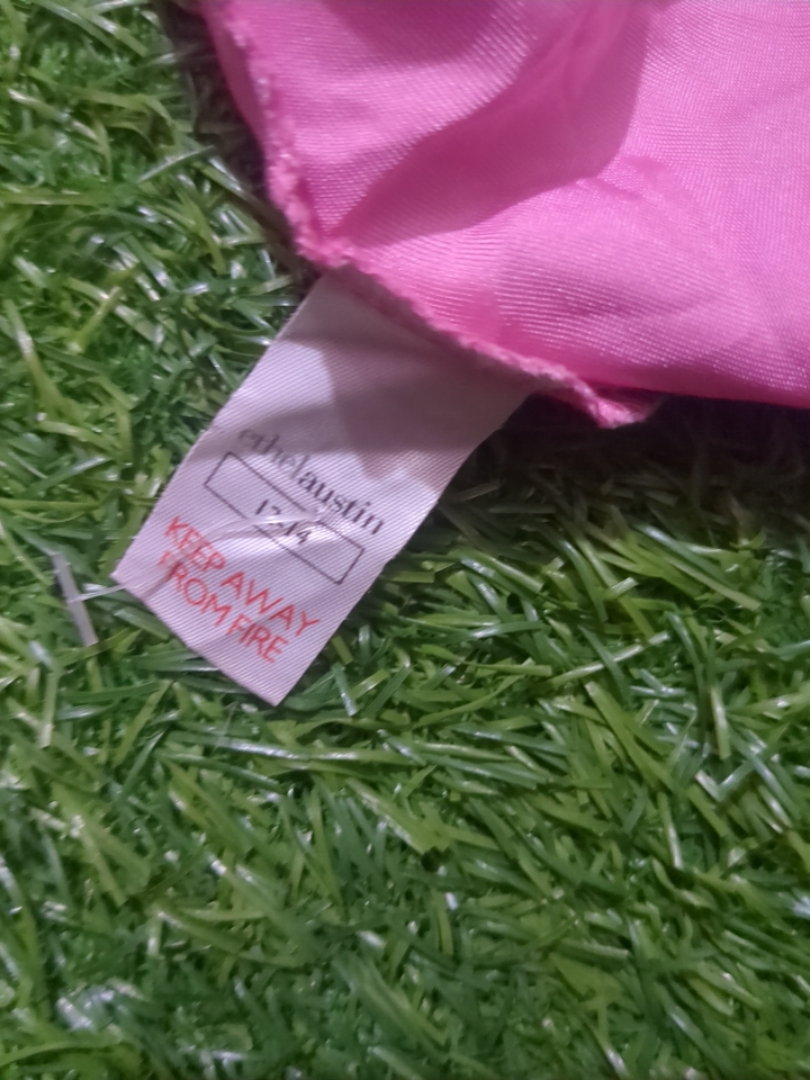 ethelaustin
12-14
KEEP AWAY
FROM FIRE